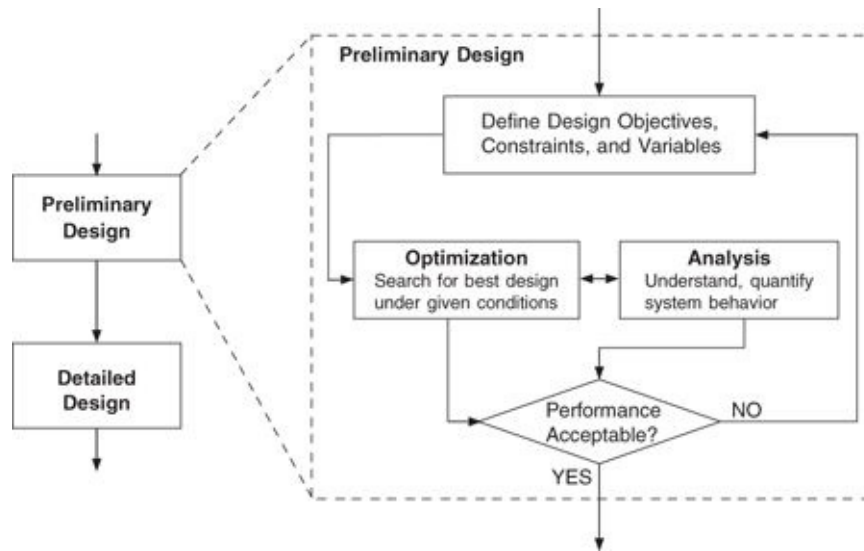 Preliminary
Design
Detailed
Design
Preliminary Design
Define Design Objectives,
Constraints, and Variables
Optimization
Search for best design
under given conditions
Analysis
Understand, quantify
system behavior
Performance
Acceptable?
NO
YES